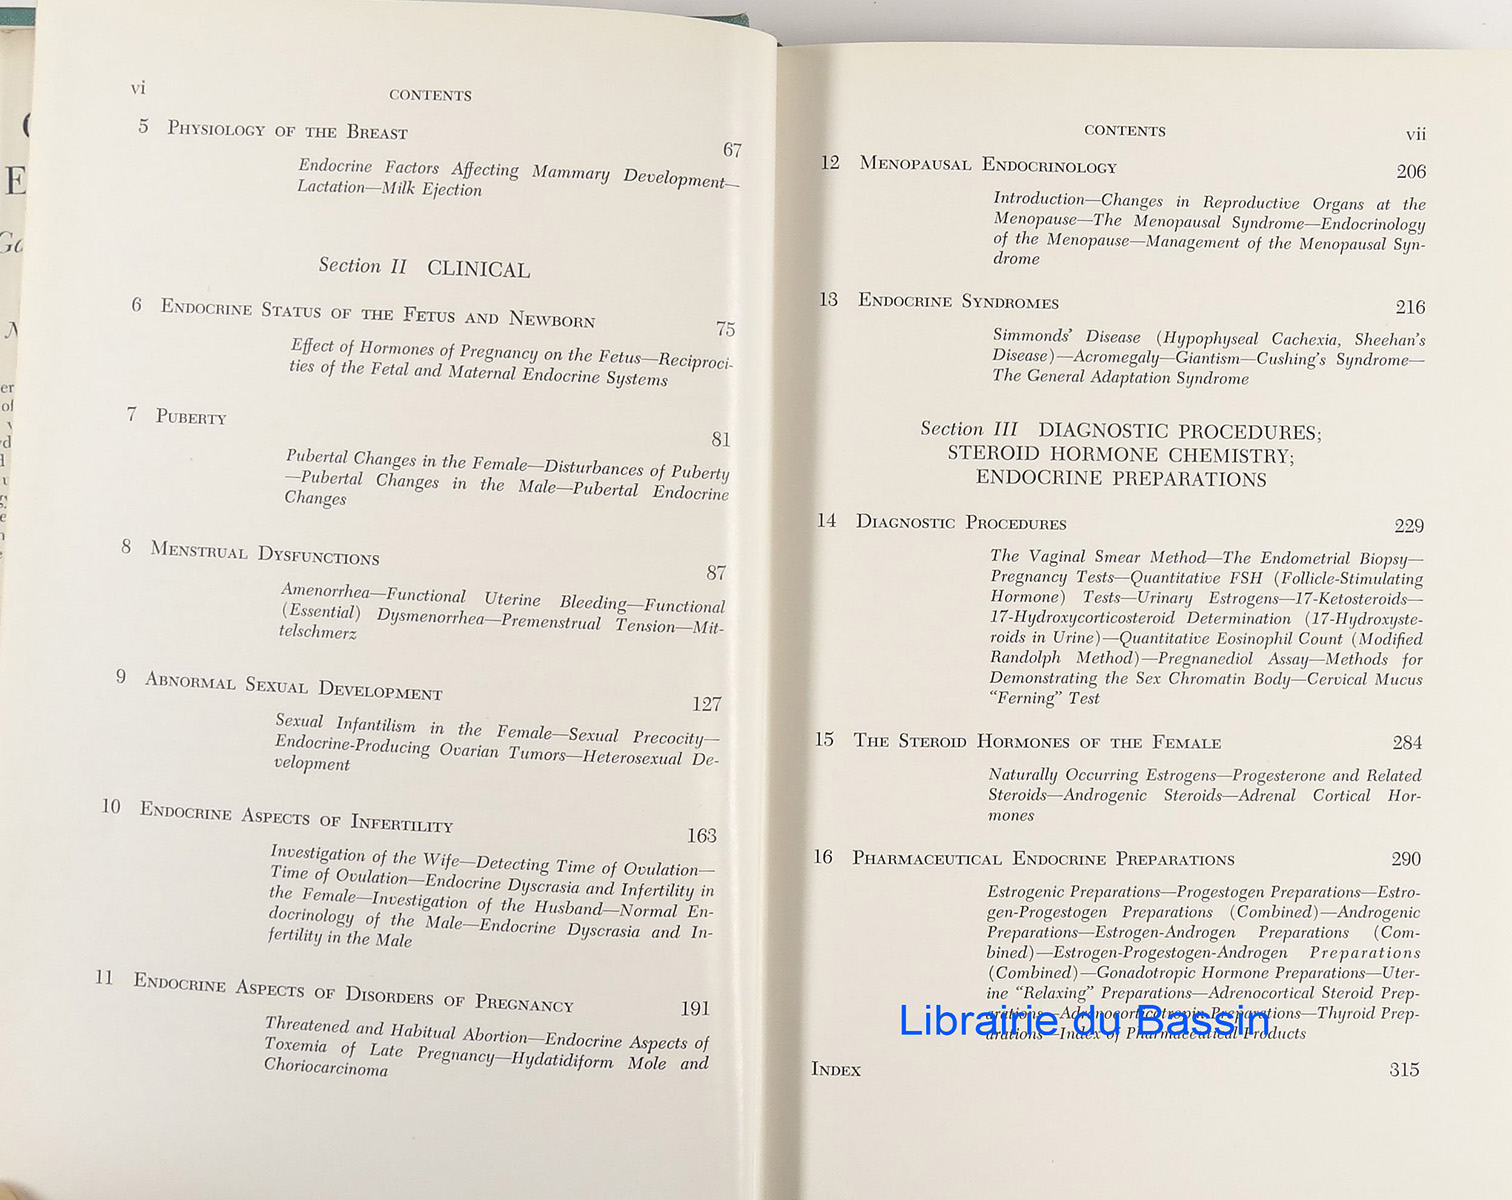 vi
CONTENTS
5 PHYSIOLOGY OF THE BREAST 67
Endocrine Factors Affecting Mammary Development—
Lactation—Milk Ejection
Section II CLINICAL
6 ENDOCRINE STATUS OF THE FETUS AND NEWBORN 75
Effect of Hormones of Pregnancy on the Fetus—Reciproci-
ties of the Fetal and Maternal Endocrine Systems
7 PUBERTY 81
Pubertal Changes in the Female—Disturbances of Puberty
—Pubertal Changes in the Male—Pubertal Endocrine
Changes
8 MENSTRUAL DYSFUNCTIONS 87
Amenorrhea—Functional Uterine Bleeding—Functional
(Essential) Dysmenorrhea—Premenstrual Tension—Mit-
telschmerz
9 ABNORMAL SEXUAL DEVELOPMENT 127
Sexual Infantilism in the Female—Sexual Precocity—
Endocrine-Producing Ovarian Tumors—Heterosexual De-
velopment
10 ENDOCRINE ASPECTS OF INFERTILITY 163
Investigation of the Wife—Detecting Time of Ovulation—
Time of Ovulation—Endocrine Dyscrasia and Infertility in
the Female—Investigation of the Husband—Normal En-
docrinology of the Male—Endocrine Dyscrasia and In-
fertility in the Male
11 ENDOCRINE ASPECTS OF DISORDERS OF PREGNANCY 191
Threatened and Habitual Abortion—Endocrine Aspects of
Toxemia of Late Pregnancy—Hydatidiform Mole and
Choriocarcinoma
CONTENTS
vii
12 MENOPAUSAL ENDOCRINOLOGY 206
Introduction—Changes in Reproductive Organs at the
Menopause—The Menopausal Syndrome—Endocrinology
of the Menopause—Management of the Menopausal Syn-
drome
13 ENDOCRINE SYNDROMES 216
Simmonds' Disease (Hypophyseal Cachexia, Sheehan's
Disease)—Acromegaly—Giantism—Cushing's Syndrome—
The General Adaptation Syndrome
Section III DIAGNOSTIC PROCEDURES;
STEROID HORMONE CHEMISTRY;
ENDOCRINE PREPARATIONS
14 DIAGNOSTIC PROCEDURES 229
The Vaginal Smear Method—The Endometrial Biopsy—
Pregnancy Tests—Quantitative FSH (Follicle-Stimulating
Hormone) Tests—Urinary Estrogens—17-Ketosteroids—
17-Hydroxycorticosteroid Determination (17-Hydroxyste-
roids in Urine)—Quantitative Eosinophil Count (Modified
Randolph Method)—Pregnanediol Assay—Methods for
Demonstrating the Sex Chromatin Body—Cervical Mucus
"Ferning" Test
15 THE STEROID HORMONES OF THE FEMALE 284
Naturally Occurring Estrogens—Progesterone and Related
Steroids—Androgenic Steroids—Adrenal Cortical Hor-
mones
16 PHARMACEUTICAL ENDOCRINE PREPARATIONS 290
Estrogenic Preparations—Progestogen Preparations—Estro-
gen-Progestogen Preparations (Combined)—Androgenic
Preparations—Estrogen-Androgen Preparations (Com-
bined)—Estrogen-Progestogen-Androgen Preparations
(Combined)—Gonadotropic Hormone Preparations—Uter-
ine "Relaxing" Preparations—Adrenocortical Steroid Prep-
arations—Adrenocorticotropin Preparations—Thyroid Prep-
arations—Index of Pharmaceutical Products
Librairie du Bassin
INDEX 315